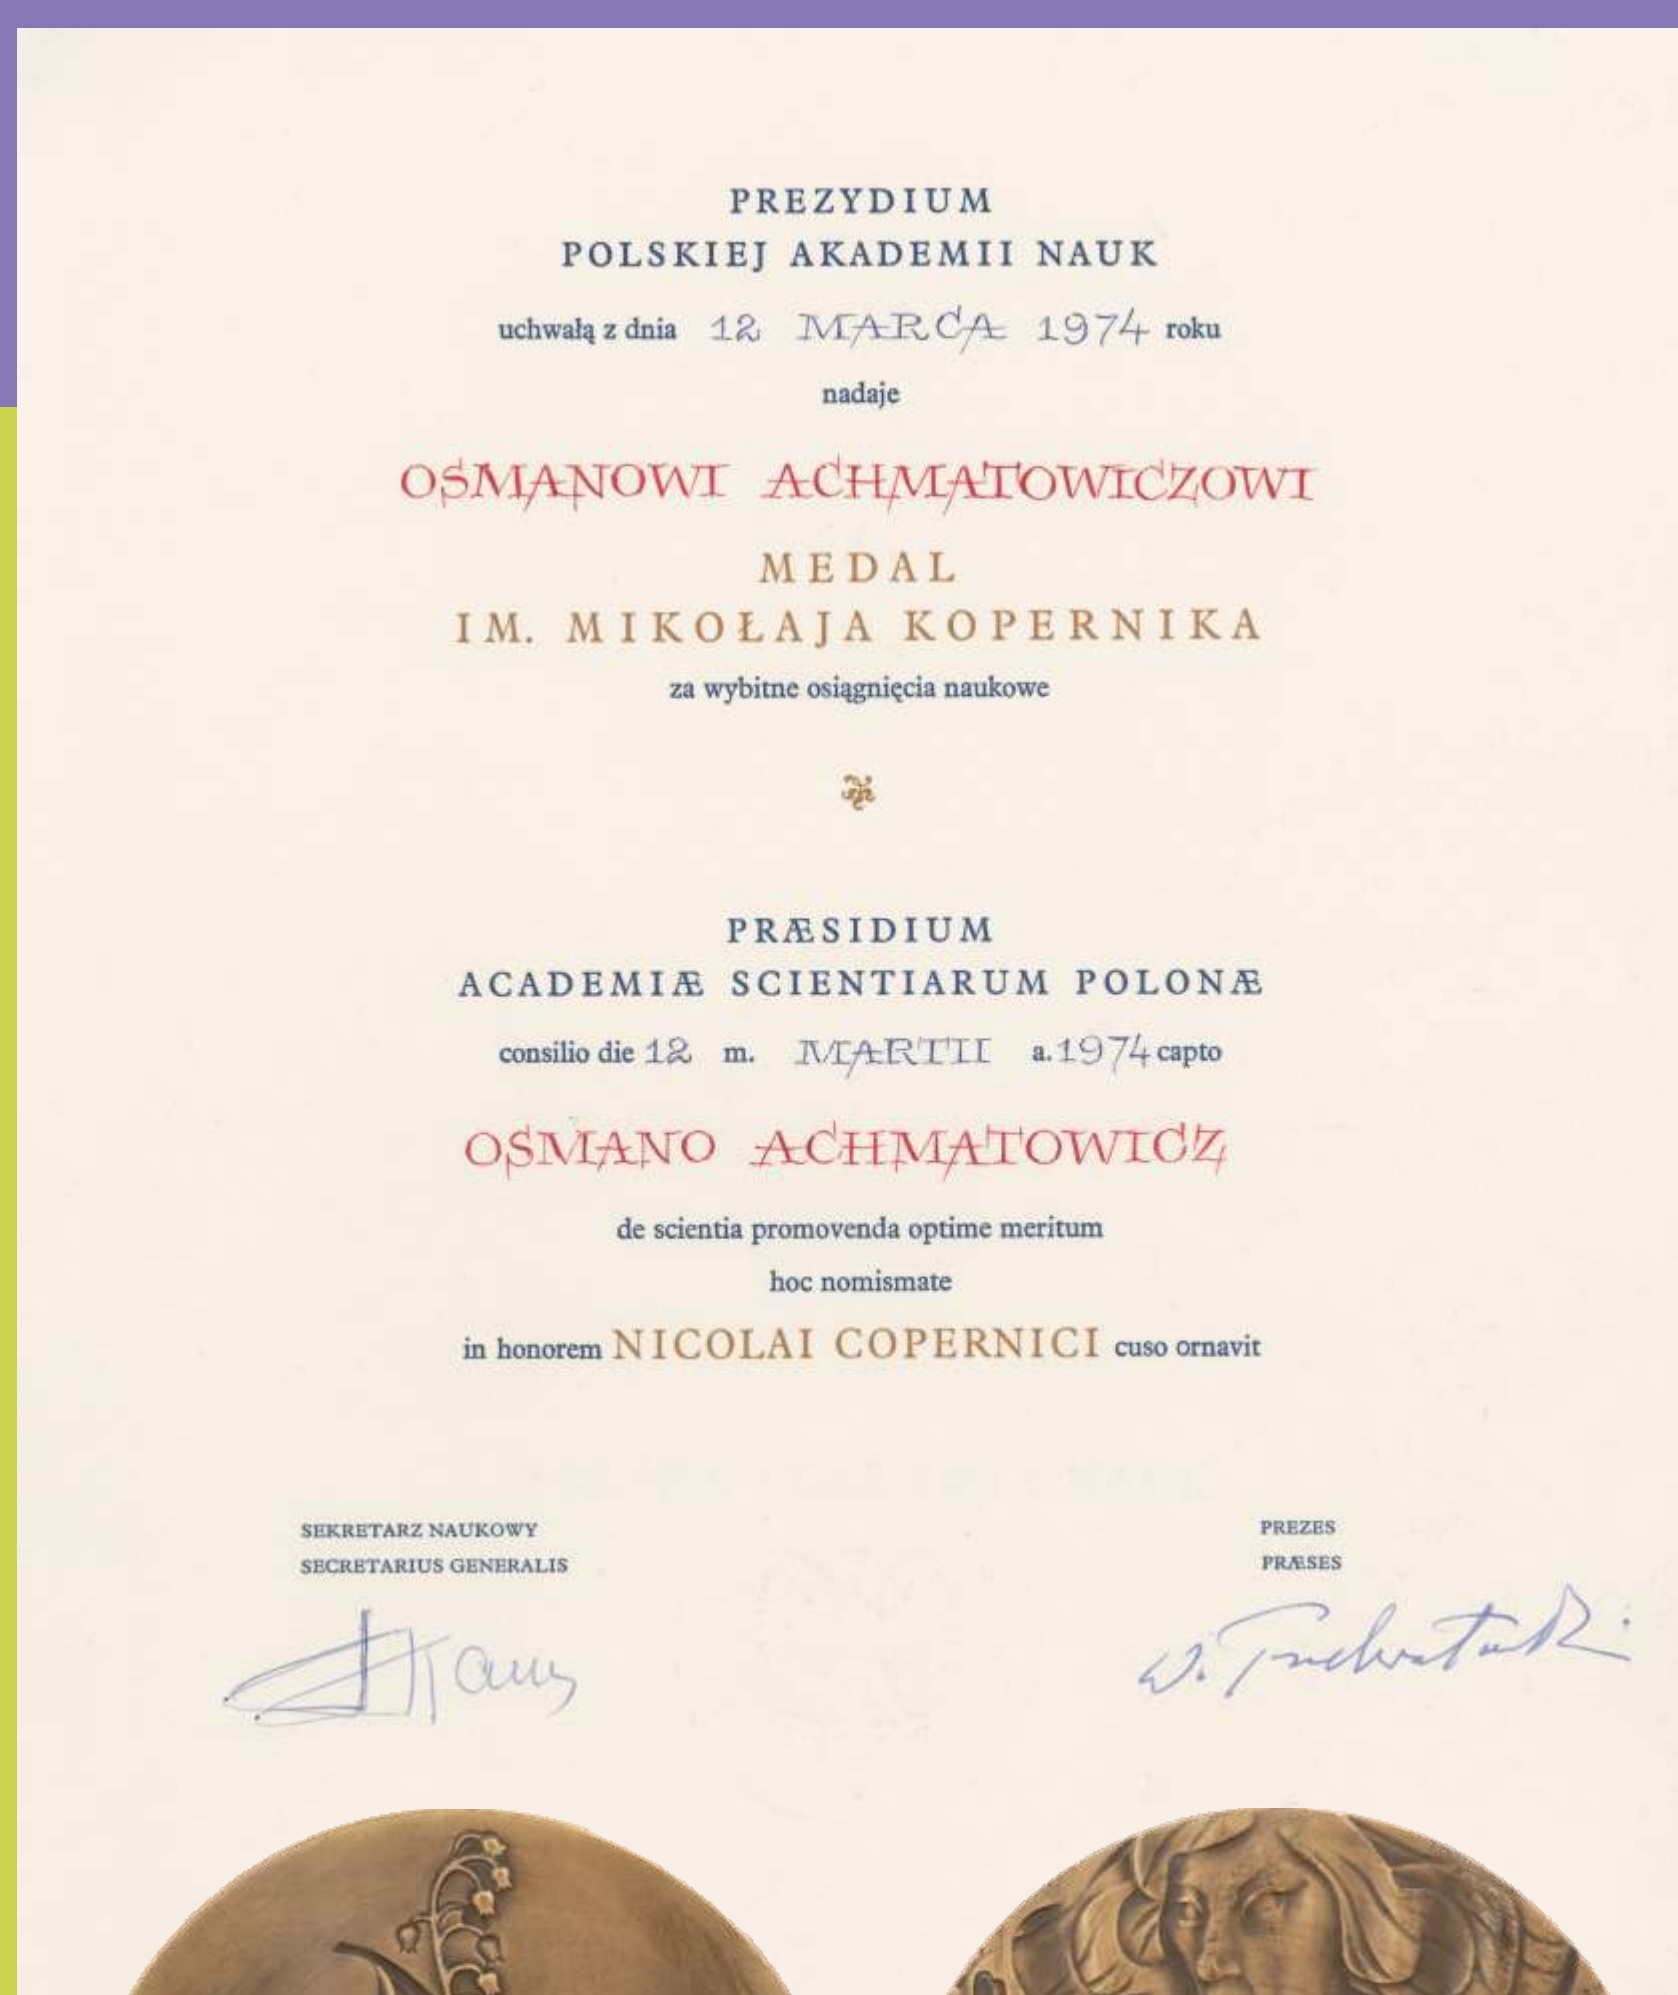 PREZYDIUM
POLSKIEJ AKADEMII NAUK
uchwałą z dnia 12 MARCA 1974 roku
nadaje
OSMANOWI ACHMATOWICZOWI
MEDAL
IM. MIKOŁAJA KOPERNIKA
za wybitne osiągnięcia naukowe
PRÆSIDIUM
ACADEMIÆ SCIENTIARUM POLONÆ
consilio die 12 m. MARTII a. 1974 capto
OSMANO ACHMATOWICZ
de scientia promovenda optime meritum
hoc nomismate
in honorem NICOLAI COPERNICI cuso ornavit
SEKRETARZ NAUKOWY
SECRETARIUS GENERALIS
PREZES
PRÆSES